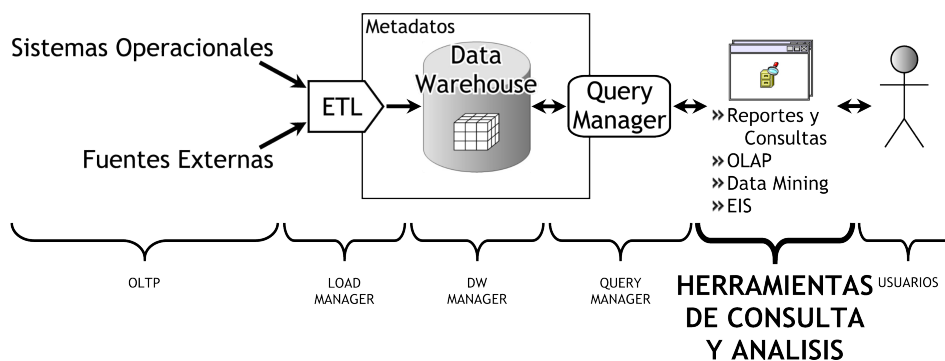 Metadatos
Sistemas Operacionales
Data
Warehouse
ETL
Query
Manager
Fuentes Externas
» Reportes y
Consultas
» OLAP
» Data Mining
» EIS
OLTP
LOAD
MANAGER
DW
MANAGER
QUERY
MANAGER
HERRAMIENTAS
DE CONSULTA
Y ANALISIS
USUARIOS